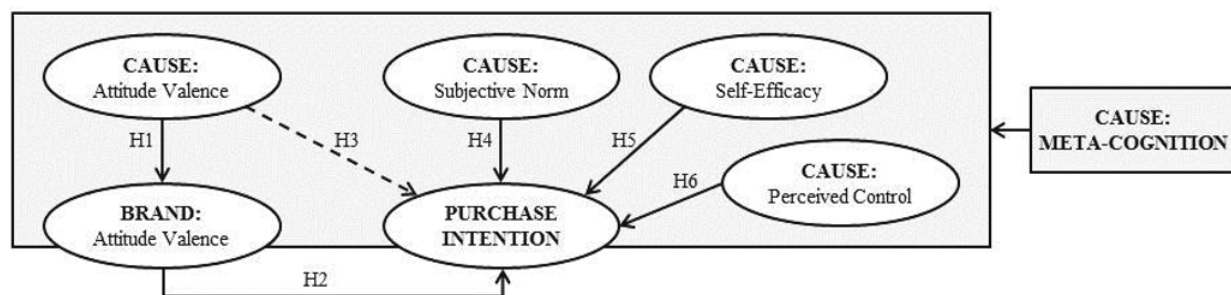 CAUSE:
Attitude Valence
CAUSE:
Subjective Norm
CAUSE:
Self-Efficacy
H1
H3
H4
H5
CAUSE:
META-COGNITION
H6
CAUSE:
Perceived Control
BRAND:
Attitude Valence
PURCHASE
INTENTION
H2